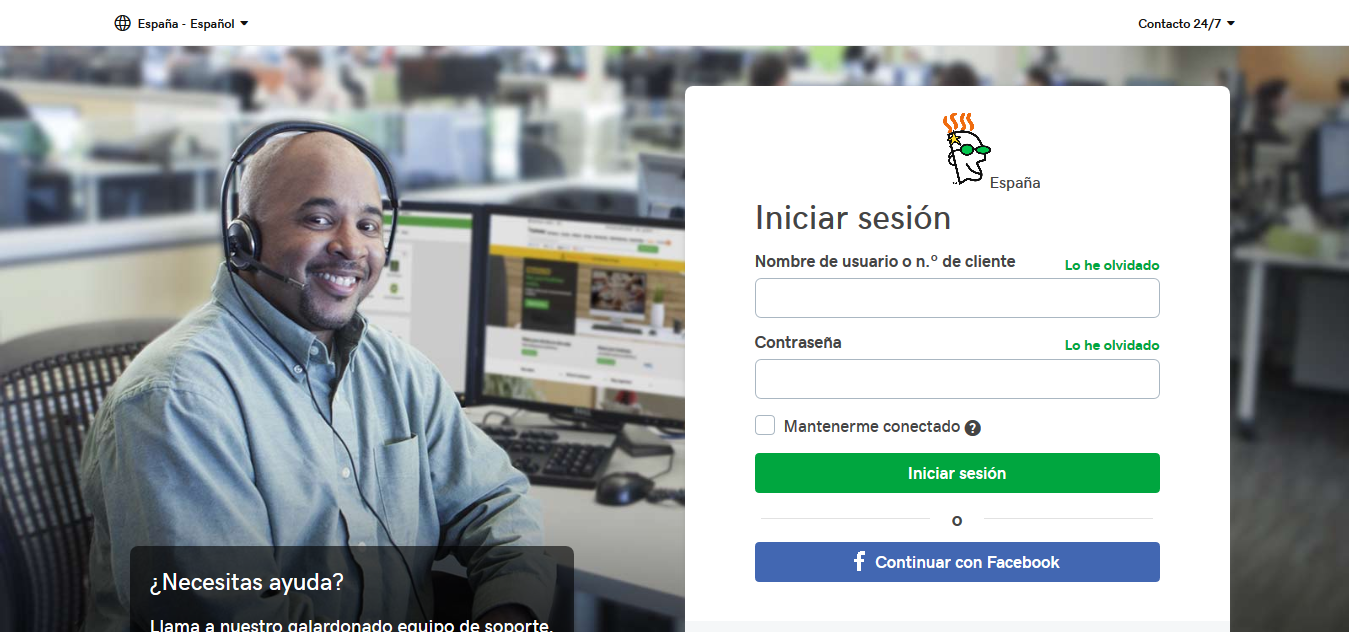 España - Español
Contacto 24/7
España
Iniciar sesión
Nombre de usuario o n.º de cliente
Lo he olvidado
Contraseña
Lo he olvidado
Mantenerme conectado ?
Iniciar sesión
o
f Continuar con Facebook
¿Necesitas ayuda?
Llama a nuestro galardonado equipo de soporte.